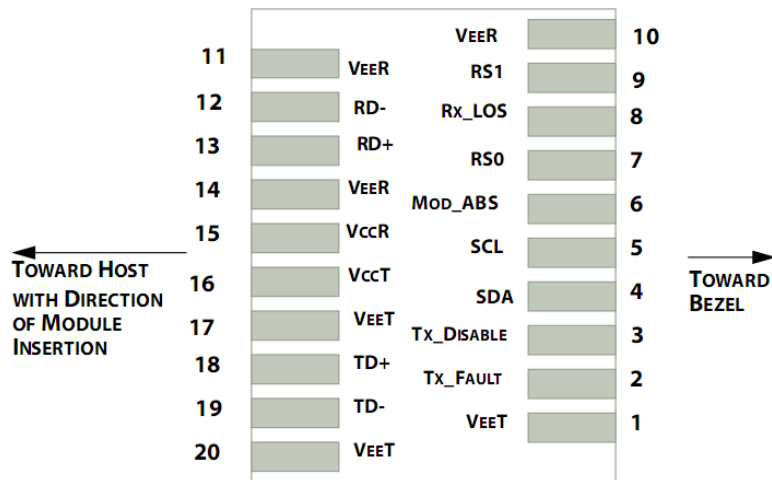 11 VEER
12 RD-
13 RD+
14 VEER
15 VCCR
16 VCCT
17 VEET
18 TD+
19 TD-
20 VEET
TOWARD HOST
WITH DIRECTION
OF MODULE
INSERTION
VEER 10
RS1 9
RX_LOS 8
RS0 7
MOD_ABS 6
SCL 5
SDA 4
TX_DISABLE 3
TX_FAULT 2
VEET 1
TOWARD
BEZEL